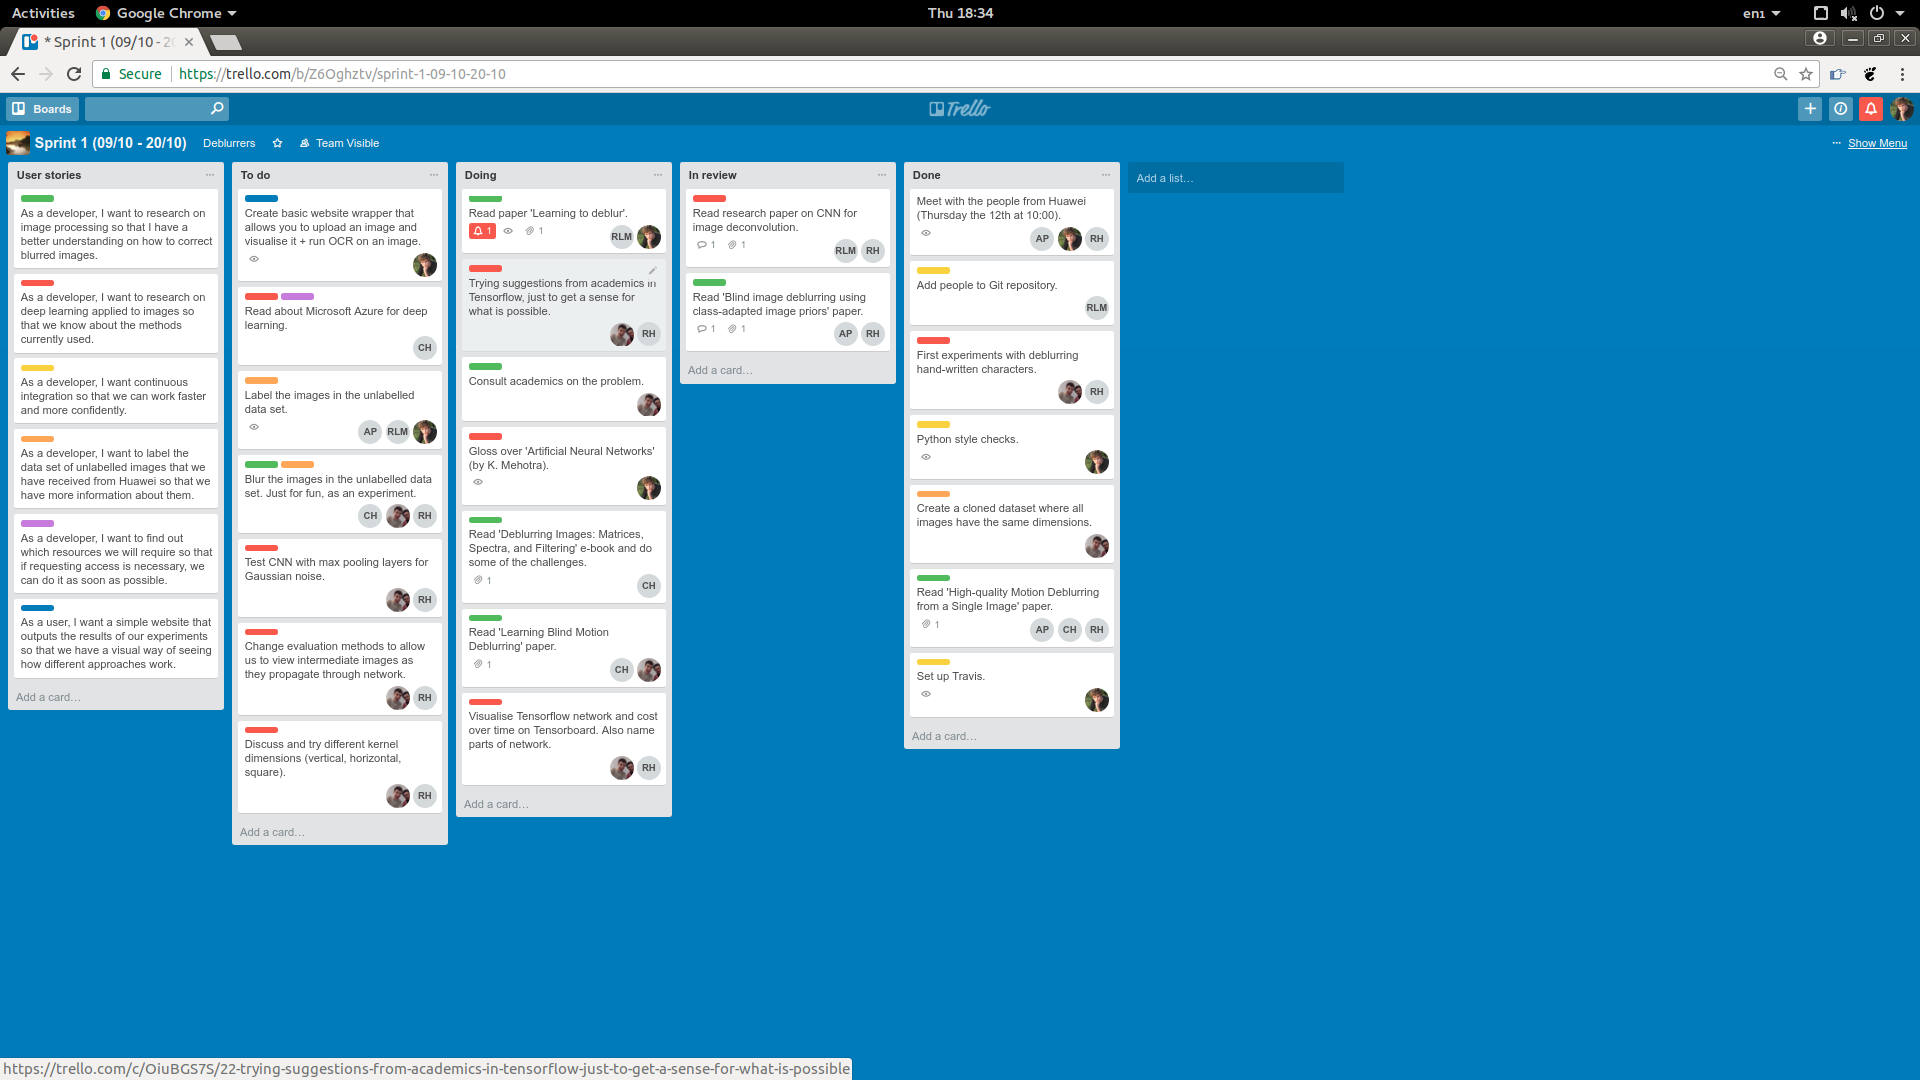 Activities
Google Chrome
Thu 18:34
en1
* Sprint 1 (09/10 - 20
Secure
https://trello.com/b/Z6Oghztv/sprint-1-09-10-20-10
Boards
Trello
Sprint 1 (09/10 - 20/10)
Deblurrers
Team Visible
... Show Menu
User stories
As a developer, I want to research on
image processing so that I have a
better understanding on how to correct
blurred images.
As a developer, I want to research on
deep learning applied to images so
that we know about the methods
currently used.
As a developer, I want continuous
integration so that we can work faster
and more confidently.
As a developer, I want to label the
data set of unlabelled images that we
have received from Huawei so that we
have more information about them.
As a developer, I want to find out
which resources we will require so that
if requesting access is necessary, we
can do it as soon as possible.
As a user, I want a simple website that
outputs the results of our experiments
so that we have a visual way of seeing
how different approaches work.
Add a card…
To do
Create basic website wrapper that
allows you to upload an image and
visualise it + run OCR on an image.
Read about Microsoft Azure for deep
learning.
CH
Label the images in the unlabelled
data set.
AP RLM
Blur the images in the unlabelled data
set. Just for fun, as an experiment.
CH RH
Test CNN with max pooling layers for
Gaussian noise.
RH
Change evaluation methods to allow
us to view intermediate images as
they propagate through network.
RH
Discuss and try different kernel
dimensions (vertical, horizontal,
square).
RH
Add a card…
Doing
Read paper 'Learning to deblur'.
1 1 RLM
Trying suggestions from academics in
Tensorflow, just to get a sense for
what is possible.
RH
Consult academics on the problem.
Gloss over 'Artificial Neural Networks'
(by K. Mehotra).
Read 'Deblurring Images: Matrices,
Spectra, and Filtering' e-book and do
some of the challenges.
1 CH
Read 'Learning Blind Motion
Deblurring' paper.
1 CH
Visualise Tensorflow network and cost
over time on Tensorboard. Also name
parts of network.
RH
Add a card…
In review
Read research paper on CNN for
image deconvolution.
1 1 RLM RH
Read 'Blind image deblurring using
class-adapted image priors' paper.
1 1 AP RH
Add a card…
Done
Meet with the people from Huawei
(Thursday the 12th at 10:00).
AP RH
Add people to Git repository.
RLM
First experiments with deblurring
hand-written characters.
RH
Python style checks.
Create a cloned dataset where all
images have the same dimensions.
Read 'High-quality Motion Deblurring
from a Single Image' paper.
1 AP CH RH
Set up Travis.
Add a card…
Add a list…
https://trello.com/c/OiuBGS7S/22-trying-suggestions-from-academics-in-tensorflow-just-to-get-a-sense-for-what-is-possible